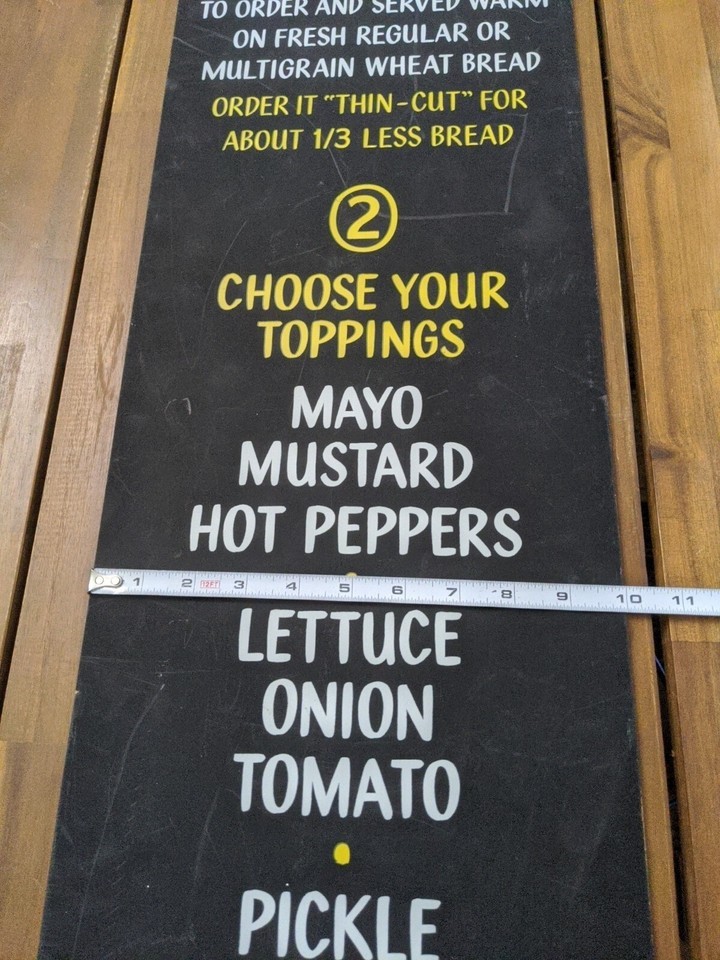 TO ORDER AND SERVED WARM
ON FRESH REGULAR OR
MULTIGRAIN WHEAT BREAD
ORDER IT "THIN-CUT" FOR
ABOUT 1/3 LESS BREAD
2
CHOOSE YOUR
TOPPINGS
MAYO
MUSTARD
HOT PEPPERS
1 2 12FT 3 4 5 6 7 8 9 10 11
LETTUCE
ONION
TOMATO
PICKLE